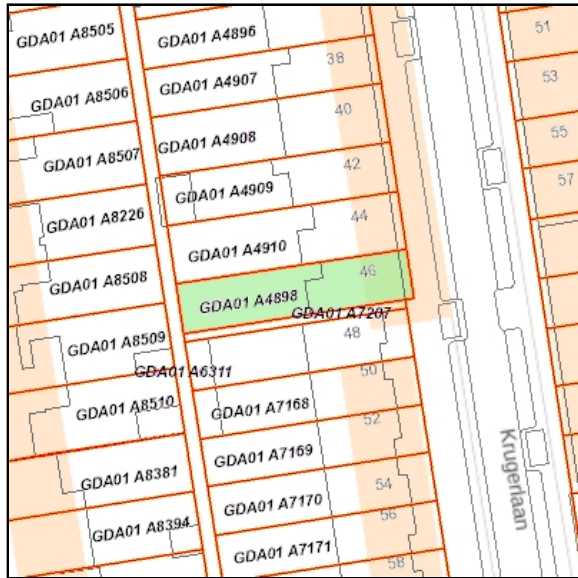 GDA01 A8505
GDA01 A4896
51
38
GDA01 A4907
53
GDA01 A8506
40
GDA01 A4908
55
GDA01 A8507
42
57
GDA01 A4909
GDA01 A8226
44
GDA01 A4910
46
GDA01 A8508
GDA01 A4898
GDA01 A7207
48
GDA01 A8509
GDA01 A6311
50
GDA01 A8510
GDA01 A7168
52
Krugerlaan
GDA01 A7169
GDA01 A8381
54
GDA01 A7170
56
GDA01 A8394
GDA01 A7171
58